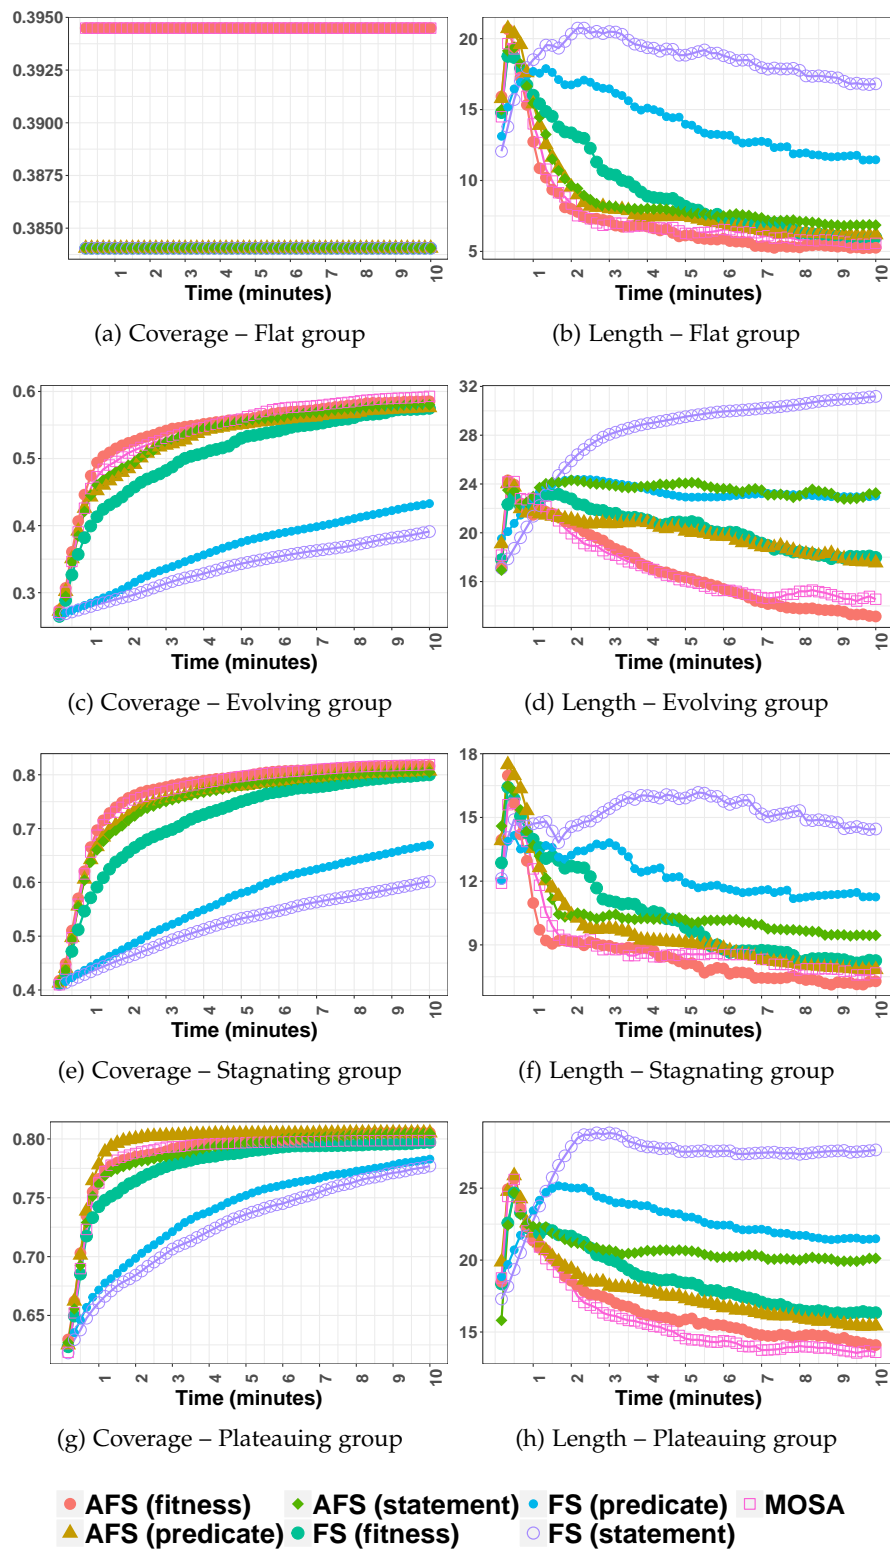 0.3950
0.3925
0.3900
0.3875
0.3850
1 2 3 4 5 6 7 8 9 10
Time (minutes)
(a) Coverage – Flat group
20
15
10
5
1 2 3 4 5 6 7 8 9 10
Time (minutes)
(b) Length – Flat group
0.6
0.5
0.4
0.3
1 2 3 4 5 6 7 8 9 10
Time (minutes)
(c) Coverage – Evolving group
32
28
24
20
16
1 2 3 4 5 6 7 8 9 10
Time (minutes)
(d) Length – Evolving group
0.8
0.7
0.6
0.5
0.4
1 2 3 4 5 6 7 8 9 10
Time (minutes)
(e) Coverage – Stagnating group
18
15
12
9
1 2 3 4 5 6 7 8 9 10
Time (minutes)
(f) Length – Stagnating group
0.80
0.75
0.70
0.65
1 2 3 4 5 6 7 8 9 10
Time (minutes)
(g) Coverage – Plateauing group
25
20
15
1 2 3 4 5 6 7 8 9 10
Time (minutes)
(h) Length – Plateauing group
AFS (fitness) AFS (statement) FS (predicate) MOSA
AFS (predicate) FS (fitness) FS (statement)